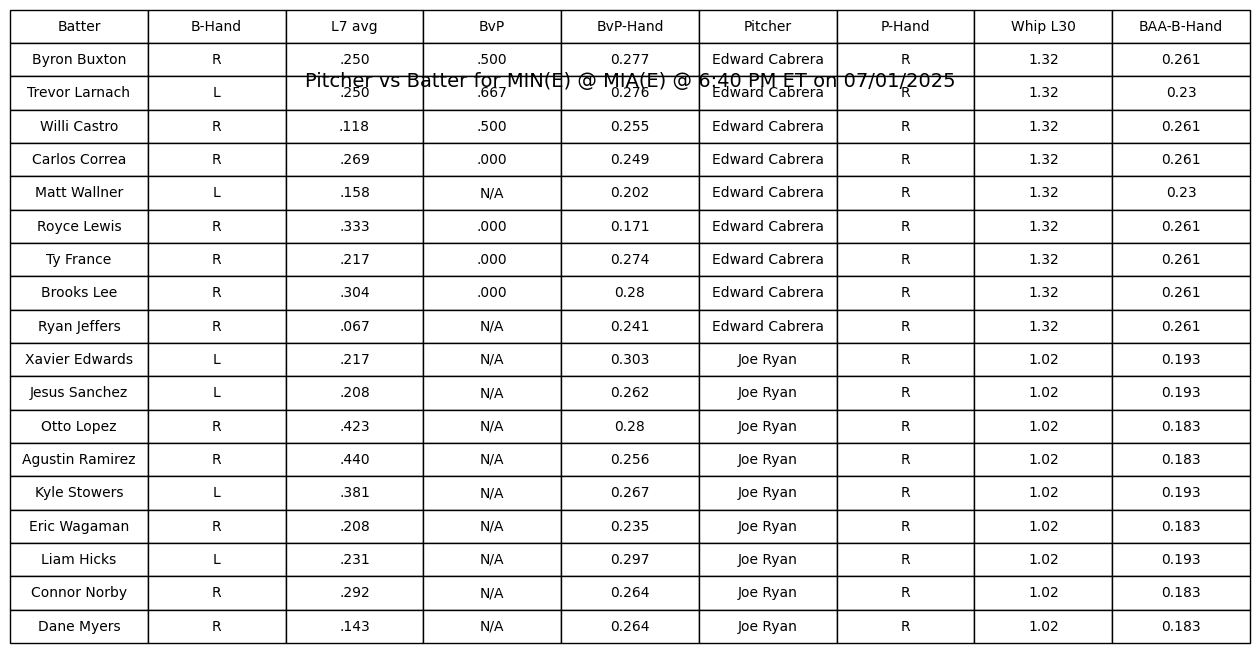 Batter B-Hand L7 avg BvP BvP-Hand Pitcher P-Hand Whip L30 BAA-B-Hand
Byron Buxton R .250 .500 0.277 Edward Cabrera R 1.32 0.261
Pitcher vs Batter for MIN(E) @ MIA(E) @ 6:40 PM ET on 07/01/2025
Trevor Larnach L .250 .667 0.276 Edward Cabrera R 1.32 0.23
Willi Castro R .118 .500 0.255 Edward Cabrera R 1.32 0.261
Carlos Correa R .269 .000 0.249 Edward Cabrera R 1.32 0.261
Matt Wallner L .158 N/A 0.202 Edward Cabrera R 1.32 0.23
Royce Lewis R .333 .000 0.171 Edward Cabrera R 1.32 0.261
Ty France R .217 .000 0.274 Edward Cabrera R 1.32 0.261
Brooks Lee R .304 .000 0.28 Edward Cabrera R 1.32 0.261
Ryan Jeffers R .067 N/A 0.241 Edward Cabrera R 1.32 0.261
Xavier Edwards L .217 N/A 0.303 Joe Ryan R 1.02 0.193
Jesus Sanchez L .208 N/A 0.262 Joe Ryan R 1.02 0.193
Otto Lopez R .423 N/A 0.28 Joe Ryan R 1.02 0.183
Agustin Ramirez R .440 N/A 0.256 Joe Ryan R 1.02 0.183
Kyle Stowers L .381 N/A 0.267 Joe Ryan R 1.02 0.193
Eric Wagaman R .208 N/A 0.235 Joe Ryan R 1.02 0.183
Liam Hicks L .231 N/A 0.297 Joe Ryan R 1.02 0.193
Connor Norby R .292 N/A 0.264 Joe Ryan R 1.02 0.183
Dane Myers R .143 N/A 0.264 Joe Ryan R 1.02 0.183